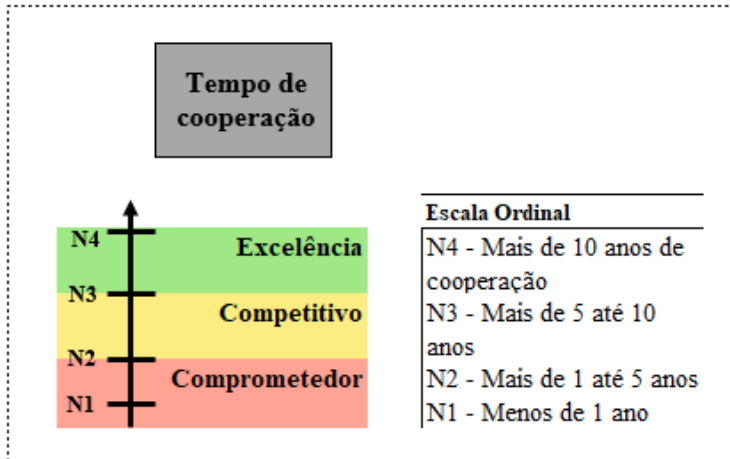 Tempo de
cooperação
N4
Excelência
N3
Competitivo
N2
Comprometedor
N1
Escala Ordinal
N4 - Mais de 10 anos de
cooperação
N3 - Mais de 5 até 10
anos
N2 - Mais de 1 até 5 anos
N1 - Menos de 1 ano